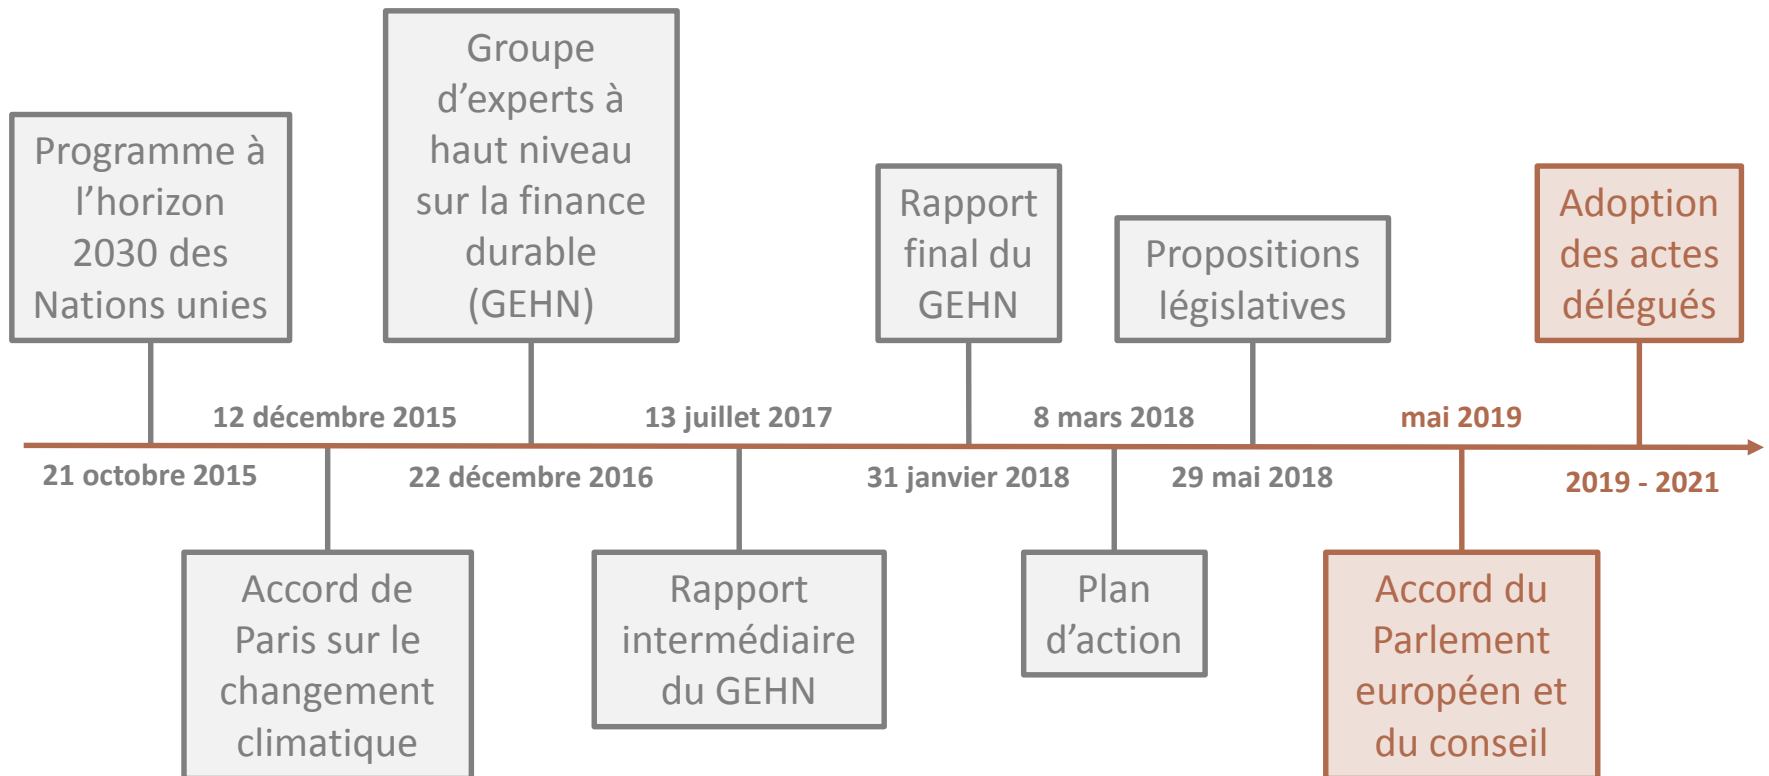 Programme à
l’horizon
2030 des
Nations unies
21 octobre 2015
12 décembre 2015
Accord de
Paris sur le
changement
climatique
Groupe
d’experts à
haut niveau
sur la finance
durable
(GEHN)
22 décembre 2016
13 juillet 2017
Rapport
intermédiaire
du GEHN
Rapport
final du
GEHN
31 janvier 2018
8 mars 2018
Plan
d’action
Propositions
législatives
29 mai 2018
mai 2019
Accord du
Parlement
européen et
du conseil
Adoption
des actes
délégués
2019 - 2021